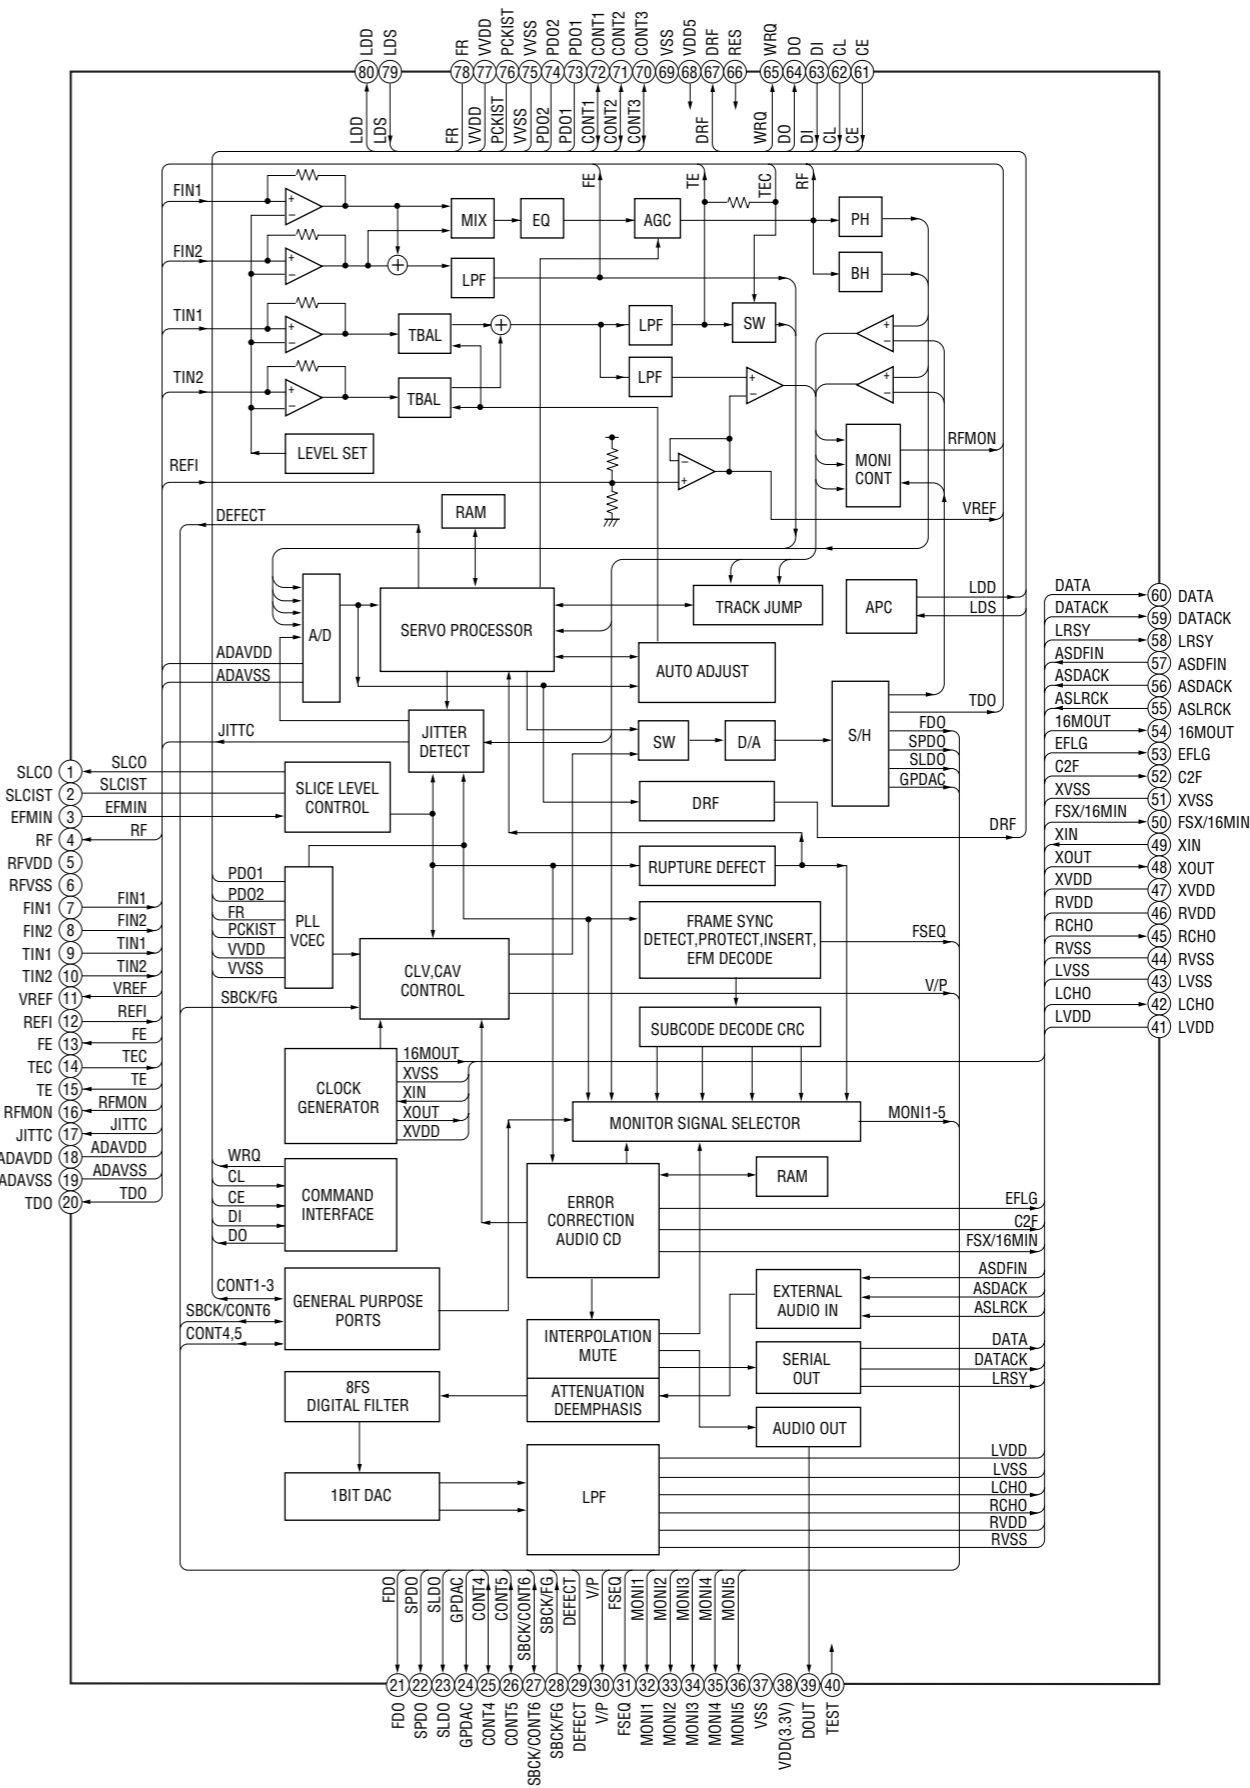 LDD
LDS
FR
VVDD
PCKIST
VVSS
PDO2
PDO1
CONT1
CONT2
CONT3
VSS
VDD5
DRF
RES
WRQ
DO
DI
CL
CE
80
79
78
77
76
75
74
73
72
71
70
69
68
67
66
65
64
63
62
61
LDD
LDS
FR
VVDD
PCKIST
VVSS
PDO2
PDO1
CONT1
CONT2
CONT3
DRF
WRQ
DO
DI
CL
CE
FE
TE
TEC
RF
FIN1
FIN2
TIN1
TIN2
REFI
+
−
+
−
+
−
+
−
MIX
EQ
AGC
PH
BH
+
LPF
TBAL
+
LPF
SW
TBAL
LPF
+
−
+
−
+
−
LEVEL SET
−
+
MONI
CONT
RFMON
VREF
DEFECT
RAM
A/D
SERVO PROCESSOR
TRACK JUMP
APC
LDD
LDS
ADAVDD
ADAVSS
AUTO ADJUST
JITTC
JITTER
DETECT
SW
D/A
S/H
TDO
FDO
SPDO
SLDO
GPDAC
SLCO
SLCIST
EFMIN
RF
SLICE LEVEL
CONTROL
DRF
DRF
RUPTURE DEFECT
PDO1
PDO2
FR
PCKIST
VVDD
VVSS
PLL
VCEC
FRAME SYNC
DETECT,PROTECT,INSERT,
EFM DECODE
FSEQ
CLV,CAV
CONTROL
V/P
SBCK/FG
SUBCODE DECODE CRC
CLOCK
GENERATOR
16MOUT
XVSS
XIN
XOUT
XVDD
MONITOR SIGNAL SELECTOR
MONI1-5
WRQ
CL
CE
DI
DO
COMMAND
INTERFACE
ERROR
CORRECTION
AUDIO CD
RAM
EFLG
C2F
FSX/16MIN
CONT1-3
SBCK/CONT6
CONT4,5
GENERAL PURPOSE
PORTS
EXTERNAL
AUDIO IN
ASDFIN
ASDACK
ASLRCK
INTERPOLATION
MUTE
SERIAL
OUT
DATA
DATACK
LRSY
8FS
DIGITAL FILTER
ATTENUATION
DEEMPHASIS
AUDIO OUT
1BIT DAC
LPF
LVDD
LVSS
LCHO
RCHO
RVDD
RVSS
SLCO 1
SLCIST 2
EFMIN 3
RF 4
RFVDD 5
RFVSS 6
FIN1 7 FIN1
FIN2 8 FIN2
TIN1 9 TIN1
TIN2 10 TIN2
VREF 11 VREF
REFI 12 REFI
FE 13 FE
TEC 14 TEC
TE 15 TE
RFMON 16 RFMON
JITTC 17 JITTC
ADAVDD 18 ADAVDD
ADAVSS 19 ADAVSS
TDO 20 TDO
DATA 60 DATA
DATACK 59 DATACK
LRSY 58 LRSY
ASDFIN 57 ASDFIN
ASDACK 56 ASDACK
ASLRCK 55 ASLRCK
16MOUT 54 16MOUT
EFLG 53 EFLG
C2F 52 C2F
XVSS 51 XVSS
FSX/16MIN 50 FSX/16MIN
XIN 49 XIN
XOUT 48 XOUT
XVDD 47 XVDD
RVDD 46 RVDD
RCHO 45 RCHO
RVSS 44 RVSS
LVSS 43 LVSS
LCHO 42 LCHO
LVDD 41 LVDD
FDO
SPDO
SLDO
GPDAC
CONT4
CONT5
SBCK/CONT6
SBCK/FG
DEFECT
V/P
FSEQ
MONI1
MONI2
MONI3
MONI4
MONI5
21
22
23
24
25
26
27
28
29
30
31
32
33
34
35
36
37
38
39
40
FDO
SPDO
SLDO
GPDAC
CONT4
CONT5
SBCK/CONT6
SBCK/FG
DEFECT
V/P
FSEQ
MONI1
MONI2
MONI3
MONI4
MONI5
VSS
VDD(3.3V)
DOUT
TEST